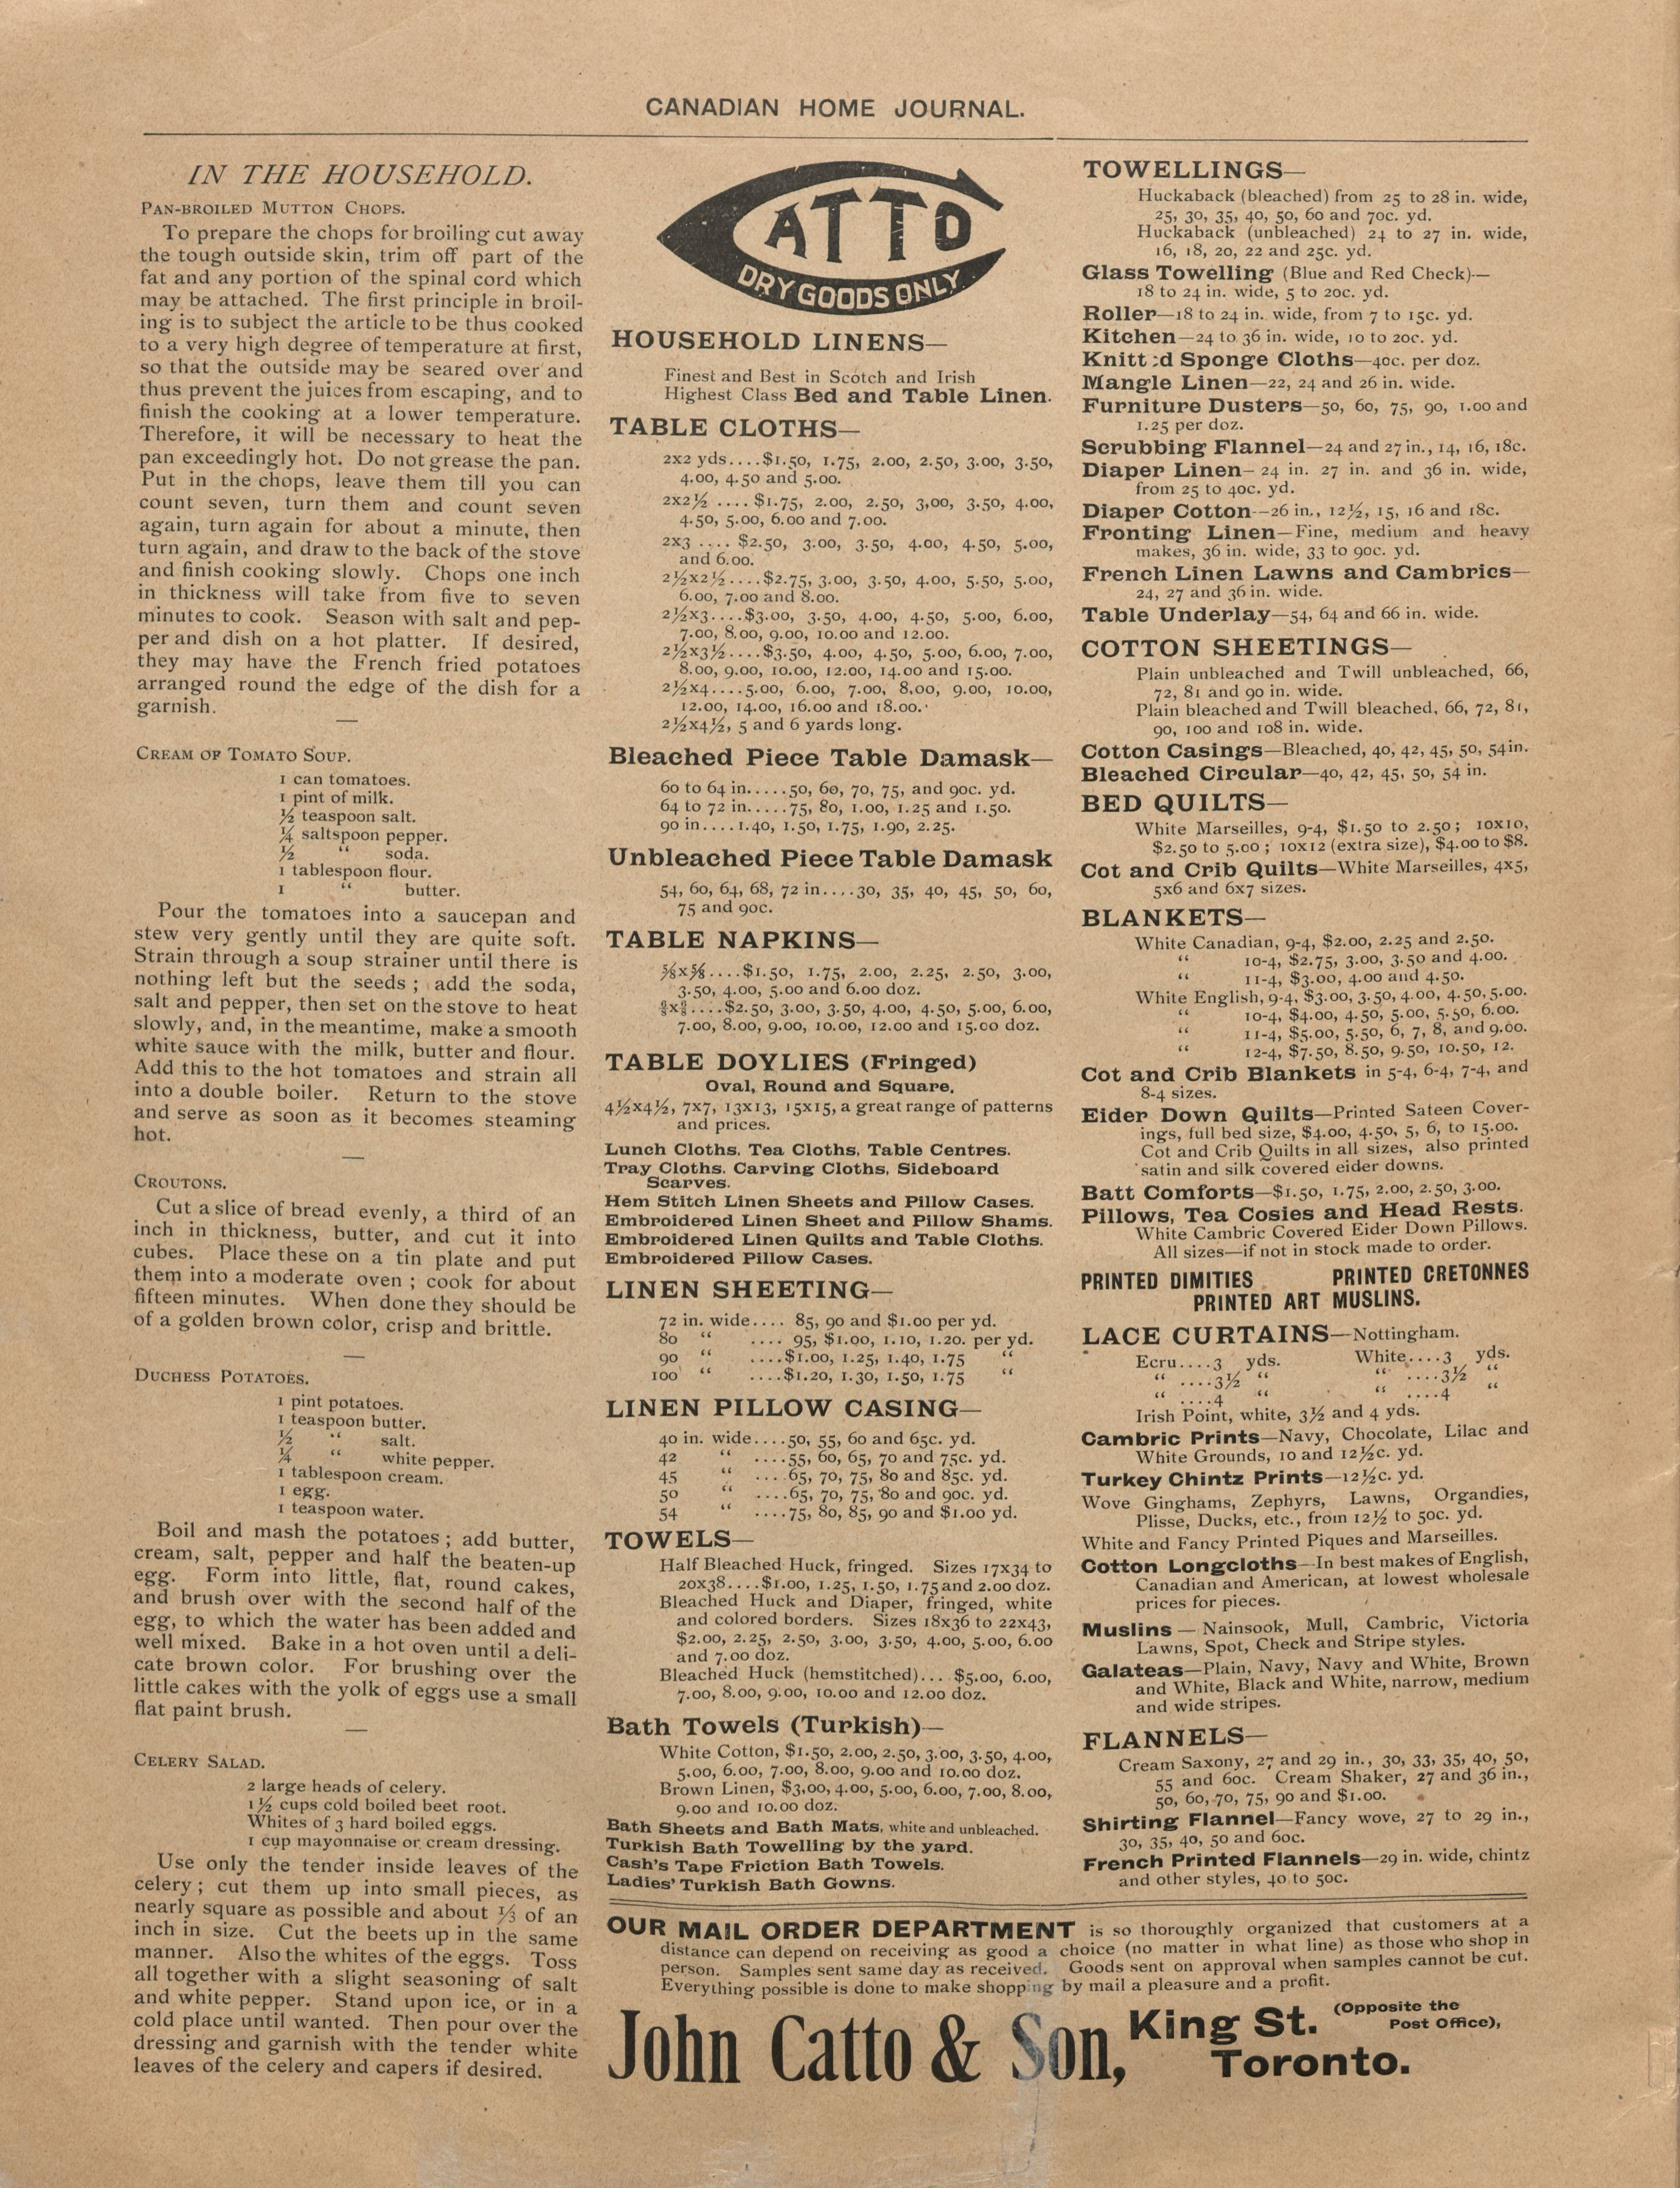 CANADIAN HOME JOURNAL.
IN THE HOUSEHOLD.
PAN-BROILED MUTTON CHOPS.
To prepare the chops for broiling cut away
the tough outside skin, trim off part of the
fat and any portion of the spinal cord which
may be attached. The first principle in broil-
ing is to subject the article to be thus cooked
to a very high degree of temperature at first,
so that the outside may be seared over and
thus prevent the juices from escaping, and to
finish the cooking at a lower temperature.
Therefore, it will be necessary to heat the
pan exceedingly hot. Do not grease the pan.
Put in the chops, leave them till you can
count seven, turn them and count seven
again, turn again for about a minute, then
turn again, and draw to the back of the stove
and finish cooking slowly. Chops one inch
in thickness will take from five to seven
minutes to cook. Season with salt and pep-
per and dish on a hot platter. If desired,
they may have the French fried potatoes
arranged round the edge of the dish for a
garnish.
CREAM OF TOMATO SOUP.
1 can tomatoes.
1 pint of milk.
½ teaspoon salt.
¼ saltspoon pepper.
½ " soda.
1 tablespoon flour.
1 " butter.
Pour the tomatoes into a saucepan and
stew very gently until they are quite soft.
Strain through a soup strainer until there is
nothing left but the seeds; add the soda,
salt and pepper, then set on the stove to heat
slowly, and, in the meantime, make a smooth
white sauce with the milk, butter and flour.
Add this to the hot tomatoes and strain all
into a double boiler. Return to the stove
and serve as soon as it becomes steaming
hot.
CROUTONS.
Cut a slice of bread evenly, a third of an
inch in thickness, butter, and cut it into
cubes. Place these on a tin plate and put
them into a moderate oven; cook for about
fifteen minutes. When done they should be
of a golden brown color, crisp and brittle.
DUCHESS POTATOES.
1 pint potatoes.
1 teaspoon butter.
½ " salt.
¼ " white pepper.
1 tablespoon cream.
1 egg.
1 teaspoon water.
Boil and mash the potatoes; add butter,
cream, salt, pepper and half the beaten-up
egg. Form into little, flat, round cakes,
and brush over with the second half of the
egg, to which the water has been added and
well mixed. Bake in a hot oven until a deli-
cate brown color. For brushing over the
little cakes with the yolk of eggs use a small
flat paint brush.
CELERY SALAD.
2 large heads of celery.
1½ cups cold boiled beet root.
Whites of 3 hard boiled eggs.
1 cup mayonnaise or cream dressing.
Use only the tender inside leaves of the
celery; cut them up into small pieces, as
nearly square as possible and about ⅓ of an
inch in size. Cut the beets up in the same
manner. Also the whites of the eggs. Toss
all together with a slight seasoning of salt
and white pepper. Stand upon ice, or in a
cold place until wanted. Then pour over the
dressing and garnish with the tender white
leaves of the celery and capers if desired.
CATTO
DRY GOODS ONLY
HOUSEHOLD LINENS—
Finest and Best in Scotch and Irish
Highest Class Bed and Table Linen.
TABLE CLOTHS—
2x2 yds....$1.50, 1.75, 2.00, 2.50, 3.00, 3.50,
4.00, 4.50 and 5.00.
2x2½ ....$1.75, 2.00, 2.50, 3,00, 3.50, 4.00,
4.50, 5.00, 6.00 and 7.00.
2x3 .... $2.50, 3.00, 3.50, 4.00, 4.50, 5.00,
and 6.00.
2½x2½....$2.75, 3.00, 3.50, 4.00, 5.50, 5.00,
6.00, 7.00 and 8.00.
2½x3....$3.00, 3.50, 4.00, 4.50, 5.00, 6.00,
7.00, 8.00, 9.00, 10.00 and 12.00.
2½x3½....$3.50, 4.00, 4.50, 5.00, 6.00, 7.00,
8.00, 9.00, 10.00, 12.00, 14.00 and 15.00.
2½x4....5.00, 6.00, 7.00, 8.00, 9.00, 10.00,
12.00, 14.00, 16.00 and 18.00.
2½x4½, 5 and 6 yards long.
Bleached Piece Table Damask—
60 to 64 in.....50, 60, 70, 75, and 90c. yd.
64 to 72 in.....75, 80, 1.00, 1.25 and 1.50.
90 in....1.40, 1.50, 1.75, 1.90, 2.25.
Unbleached Piece Table Damask
54, 60, 64, 68, 72 in....30, 35, 40, 45, 50, 60,
75 and 90c.
TABLE NAPKINS—
⅝x⅝....$1.50, 1.75, 2.00, 2.25, 2.50, 3.00,
3.50, 4.00, 5.00 and 6.00 doz.
....$2.50, 3.00, 3.50, 4.00, 4.50, 5.00, 6.00,
7.00, 8.00, 9.00, 10.00, 12.00 and 15.00 doz.
TABLE DOYLIES (Fringed)
Oval, Round and Square,
4½x4½, 7x7, 13x13, 15x15, a great range of patterns
and prices.
Lunch Cloths, Tea Cloths, Table Centres.
Tray Cloths, Carving Cloths, Sideboard
Scarves.
Hem Stitch Linen Sheets and Pillow Cases.
Embroidered Linen Sheet and Pillow Shams.
Embroidered Linen Quilts and Table Cloths.
Embroidered Pillow Cases.
LINEN SHEETING—
72 in. wide.... 85, 90 and $1.00 per yd.
80 " .... 95, $1.00, 1.10, 1.20. per yd.
90 " ....$1.00, 1.25, 1.40, 1.75 "
100 " ....$1.20, 1.30, 1.50, 1.75 "
LINEN PILLOW CASING—
40 in. wide....50, 55, 60 and 65c. yd.
42 " ....55, 60, 65, 70 and 75c. yd.
45 " ....65, 70, 75, 80 and 85c. yd.
50 " ....65, 70, 75, 80 and 90c. yd.
54 " ....75, 80, 85, 90 and $1.00 yd.
TOWELS—
Half Bleached Huck, fringed. Sizes 17x34 to
20x38....$1.00, 1.25, 1.50, 1.75 and 2.00 doz.
Bleached Huck and Diaper, fringed, white
and colored borders. Sizes 18x36 to 22x43,
$2.00, 2.25, 2.50, 3.00, 3.50, 4.00, 5.00, 6.00
and 7.00 doz.
Bleached Huck (hemstitched)... $5.00, 6.00,
7.00, 8.00, 9.00, 10.00 and 12.00 doz.
Bath Towels (Turkish)—
White Cotton, $1.50, 2.00, 2.50, 3.00, 3.50, 4.00,
5.00, 6.00, 7.00, 8.00, 9.00 and 10.00 doz.
Brown Linen, $3,00, 4.00, 5.00, 6.00, 7.00, 8.00,
9.00 and 10.00 doz.
Bath Sheets and Bath Mats, white and unbleached.
Turkish Bath Towelling by the yard.
Cash's Tape Friction Bath Towels.
Ladies' Turkish Bath Gowns.
TOWELLINGS—
Huckaback (bleached) from 25 to 28 in. wide,
25, 30, 35, 40, 50, 60 and 70c. yd.
Huckaback (unbleached) 24 to 27 in. wide,
16, 18, 20, 22 and 25c. yd.
Glass Towelling (Blue and Red Check)—
18 to 24 in. wide, 5 to 20c. yd.
Roller—18 to 24 in. wide, from 7 to 15c. yd.
Kitchen—24 to 36 in. wide, 10 to 20c. yd.
Knitt:d Sponge Cloths—40c. per doz.
Mangle Linen—22, 24 and 26 in. wide.
Furniture Dusters—50, 60, 75, 90, 1.00 and
1.25 per doz.
Scrubbing Flannel—24 and 27 in., 14, 16, 18c.
Diaper Linen—24 in. 27 in. and 36 in. wide,
from 25 to 40c. yd.
Diaper Cotton—26 in., 12½, 15, 16 and 18c.
Fronting Linen—Fine, medium and heavy
makes, 36 in. wide, 33 to 90c. yd.
French Linen Lawns and Cambrics—
24, 27 and 36 in. wide.
Table Underlay—54, 64 and 66 in. wide.
COTTON SHEETINGS—
Plain unbleached and Twill unbleached, 66,
72, 81 and 90 in. wide.
Plain bleached and Twill bleached, 66, 72, 81,
90, 100 and 108 in. wide.
Cotton Casings—Bleached, 40, 42, 45, 50, 54in.
Bleached Circular—40, 42, 45, 50, 54 in.
BED QUILTS—
White Marseilles, 9-4, $1.50 to 2.50; 10x10,
$2.50 to 5.00; 10x12 (extra size), $4.00 to $8.
Cot and Crib Quilts—White Marseilles, 4x5,
5x6 and 6x7 sizes.
BLANKETS—
White Canadian, 9-4, $2.00, 2.25 and 2.50.
" 10-4, $2.75, 3.00, 3.50 and 4.00.
" 11-4, $3.00, 4.00 and 4.50.
White English, 9-4, $3.00, 3.50, 4.00, 4.50, 5.00.
" 10-4, $4.00, 4.50, 5.00, 5.50, 6.00.
" 11-4, $5.00, 5.50, 6, 7, 8, and 9.00.
" 12-4, $7.50, 8.50, 9.50, 10.50, 12.
Cot and Crib Blankets in 5-4, 6-4, 7-4, and
8-4 sizes.
Eider Down Quilts—Printed Sateen Cover-
ings, full bed size, $4.00, 4.50, 5, 6, to 15.00.
Cot and Crib Quilts in all sizes, also printed
satin and silk covered eider downs.
Batt Comforts—$1.50, 1.75, 2.00, 2.50, 3.00.
Pillows, Tea Cosies and Head Rests.
White Cambric Covered Eider Down Pillows.
All sizes—if not in stock made to order.
PRINTED DIMITIES PRINTED CRETONNES
PRINTED ART MUSLINS.
LACE CURTAINS—Nottingham.
Ecru....3 yds. White....3 yds.
" ....3½ " " ....3½ "
" ....4 " " ....4 "
Irish Point, white, 3½ and 4 yds.
Cambric Prints—Navy, Chocolate, Lilac and
White Grounds, 10 and 12½c. yd.
Turkey Chintz Prints—12½c. yd.
Wove Ginghams, Zephyrs, Lawns, Organdies,
Plisse, Ducks, etc., from 12½ to 50c. yd.
White and Fancy Printed Piques and Marseilles.
Cotton Longcloths—In best makes of English,
Canadian and American, at lowest wholesale
prices for pieces.
Muslins — Nainsook, Mull, Cambric, Victoria
Lawns, Spot, Check and Stripe styles.
Galateas—Plain, Navy, Navy and White, Brown
and White, Black and White, narrow, medium
and wide stripes.
FLANNELS—
Cream Saxony, 27 and 29 in., 30, 33, 35, 40, 50,
55 and 60c. Cream Shaker, 27 and 36 in.,
50, 60, 70, 75, 90 and $1.00.
Shirting Flannel—Fancy wove, 27 to 29 in.,
30, 35, 40, 50 and 60c.
French Printed Flannels—29 in. wide, chintz
and other styles, 40 to 50c.
OUR MAIL ORDER DEPARTMENT is so thoroughly organized that customers at a
distance can depend on receiving as good a choice (no matter in what line) as those who shop in
person. Samples sent same day as received. Goods sent on approval when samples cannot be cut.
Everything possible is done to make shopping by mail a pleasure and a profit.
John Catto & Son, King St. (Opposite the
Post Office),
Toronto.